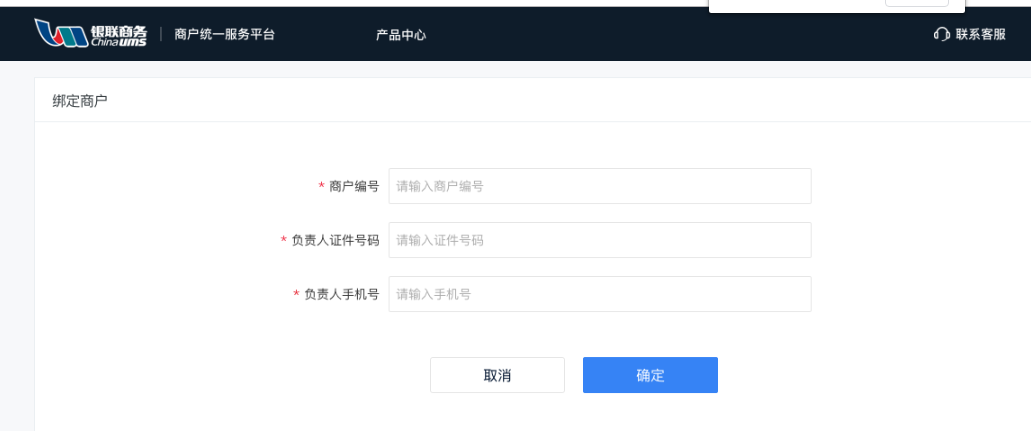 银联商务
China ums
商户统一服务平台
产品中心
联系客服
绑定商户
* 商户编号
请输入商户编号
* 负责人证件号码
请输入证件号码
* 负责人手机号
请输入手机号
取消
确定